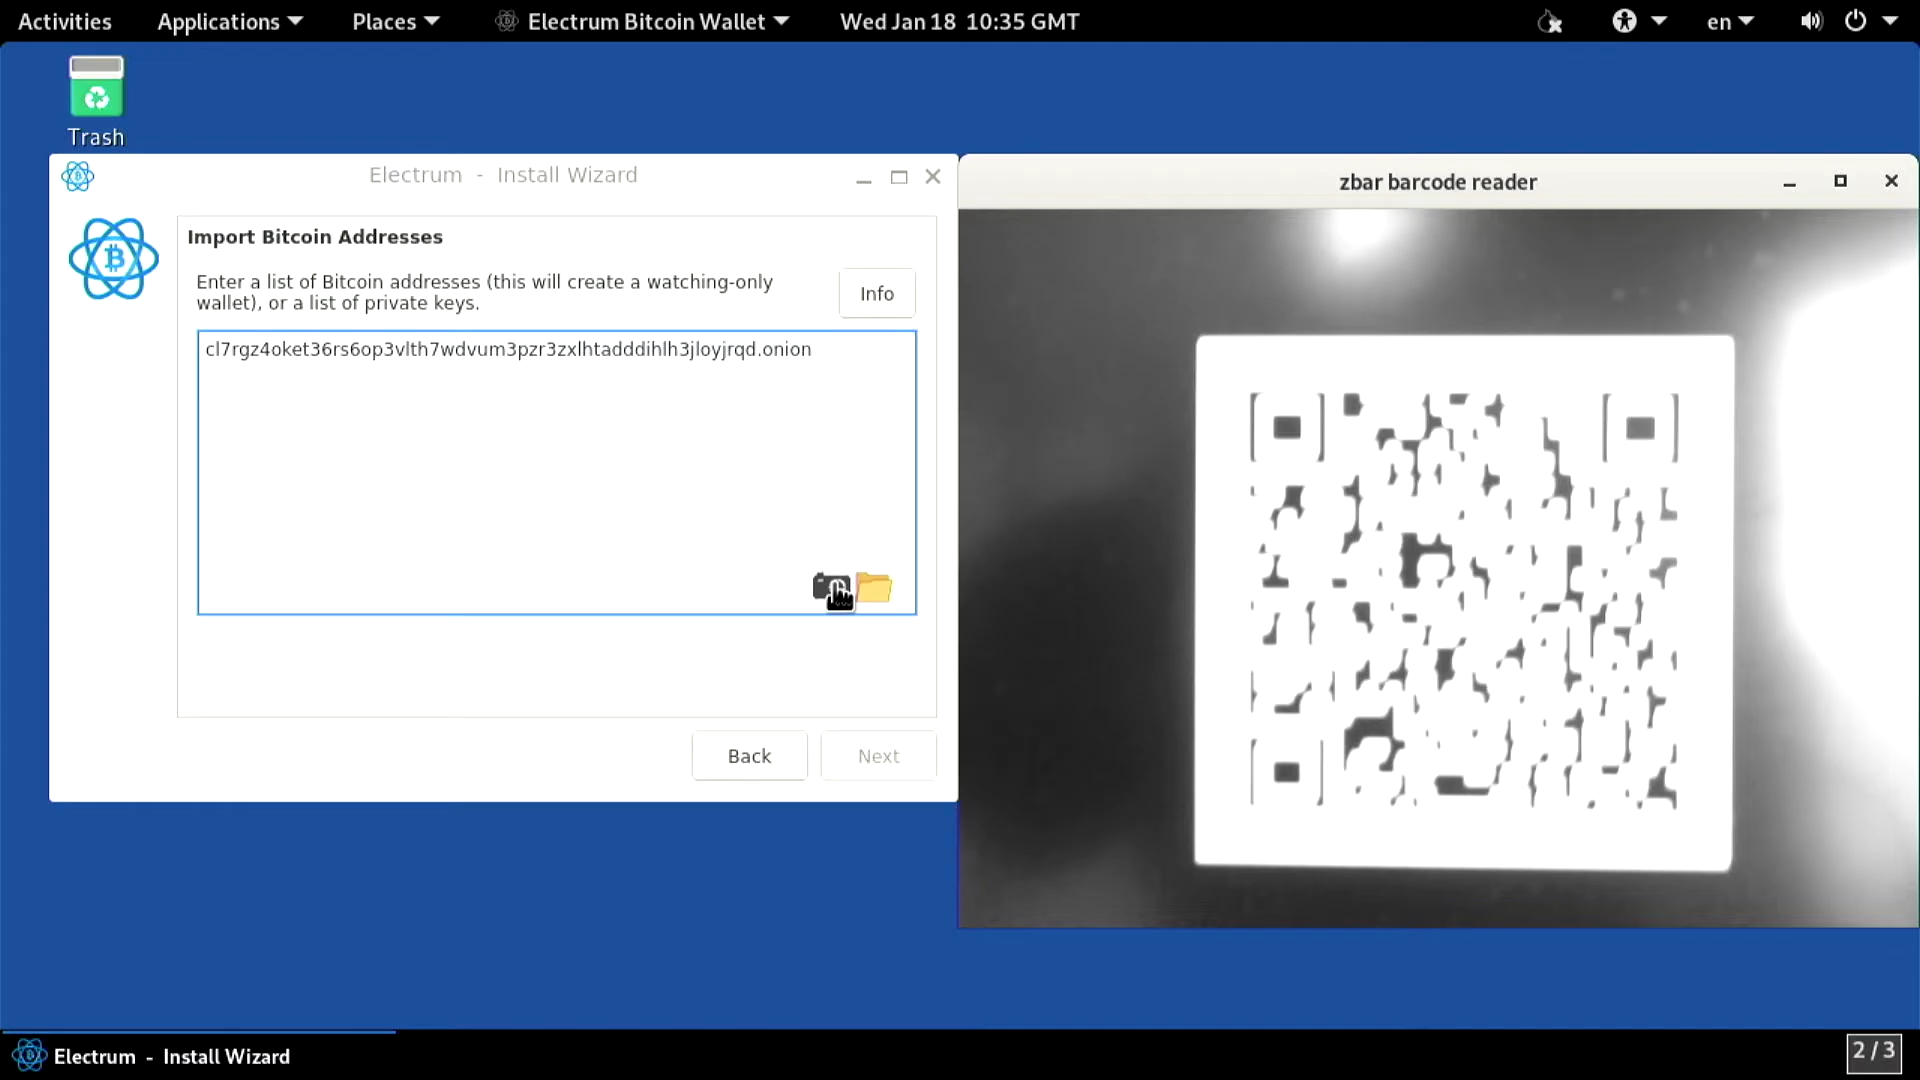 Activities Applications Places Electrum Bitcoin Wallet Wed Jan 18 10:35 GMT en
Trash
Electrum - Install Wizard
Import Bitcoin Addresses
Enter a list of Bitcoin addresses (this will create a watching-only
wallet), or a list of private keys.
Info
cl7rgz4oket36rs6op3vlth7wdvum3pzr3zxlhtadddihlh3jloyjrqd.onion
Back Next
zbar barcode reader
Electrum - Install Wizard
2 / 3